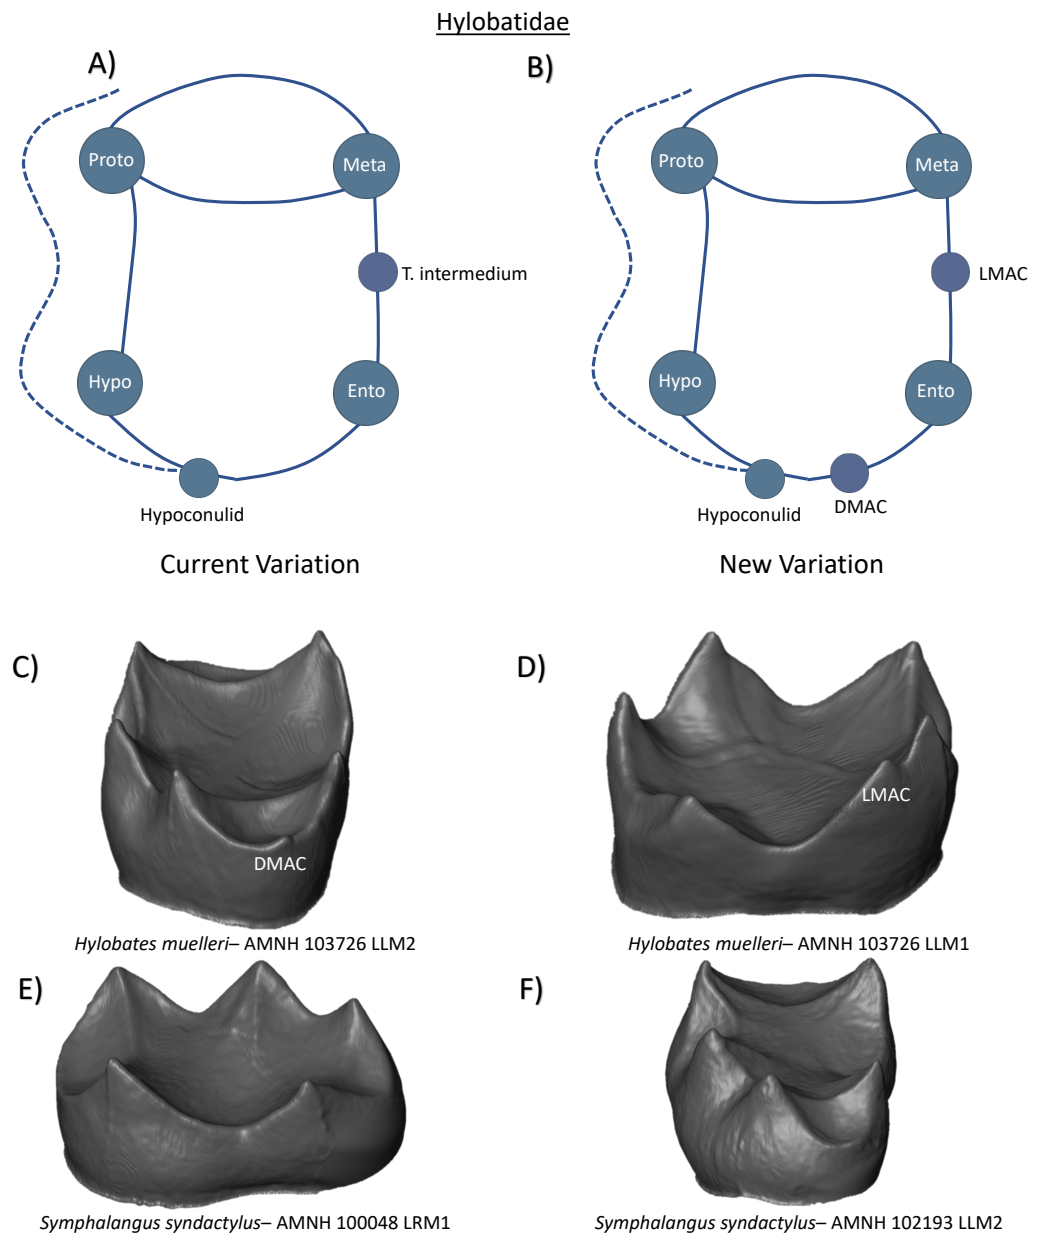 Hylobatidae
A)
B)
Proto
Meta
Proto
Meta
T. intermedium
LMAC
Hypo
Ento
Hypo
Ento
Hypoconulid
Hypoconulid
DMAC
Current Variation
New Variation
C)
D)
DMAC
LMAC
Hylobates muelleri– AMNH 103726 LLM2
Hylobates muelleri– AMNH 103726 LLM1
E)
F)
Symphalangus syndactylus– AMNH 100048 LRM1
Symphalangus syndactylus– AMNH 102193 LLM2